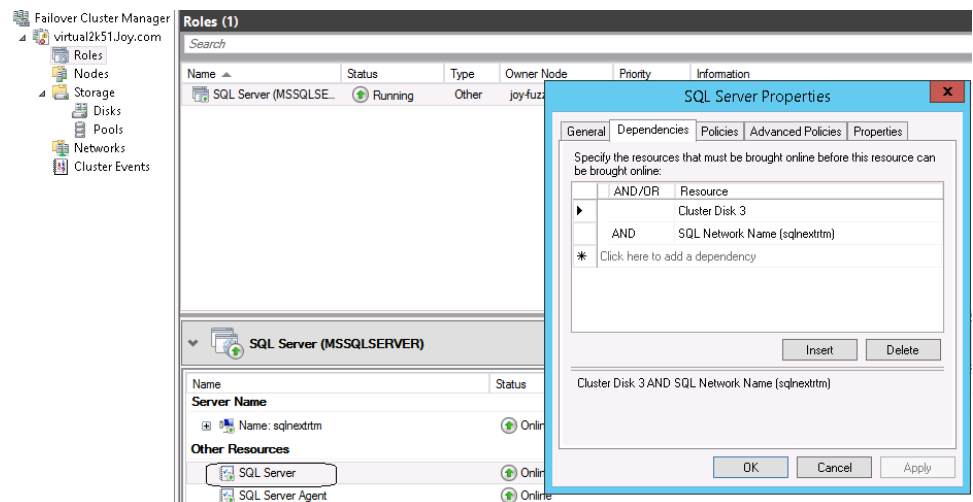 Failover Cluster Manager
virtual2k51.Joy.com
Roles
Nodes
Storage
Disks
Pools
Networks
Cluster Events
Roles (1)
Search
Name Status Type Owner Node Priority Information
SQL Server (MSSQLSE... Running Other joy-fuzz
SQL Server Properties
x
General Dependencies Policies Advanced Policies Properties
Specify the resources that must be brought online before this resource can
be brought online:
AND/OR Resource
Cluster Disk 3
AND SQL Network Name (sqlnextrtm)
Click here to add a dependency
Insert Delete
Cluster Disk 3 AND SQL Network Name (sqlnextrtm)
OK Cancel Apply
SQL Server (MSSQLSERVER)
Name Status
Server Name
Name: sqlnextrtm Onlin
Other Resources
SQL Server Onlin
SQL Server Agent Online